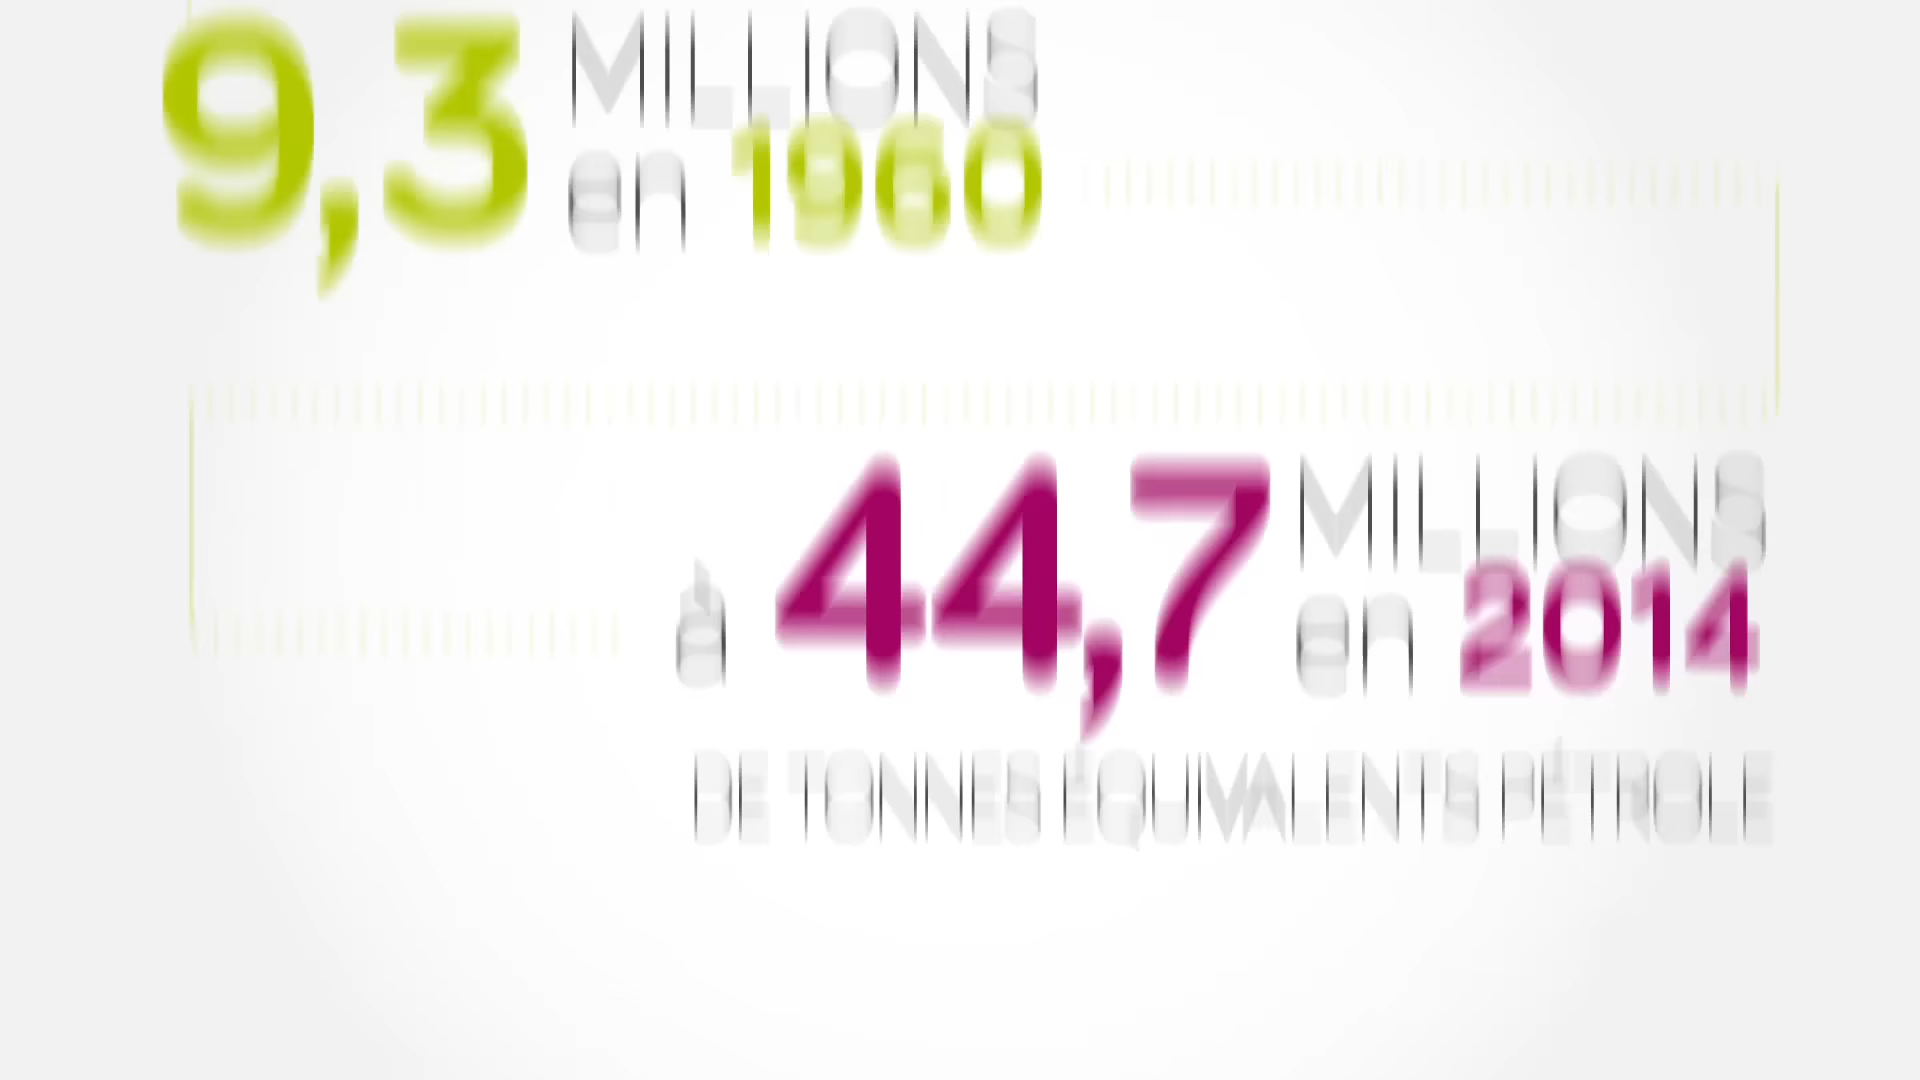 9,3 MILLIONS
en 1960
à 44,7 MILLIONS
en 2014
DE TONNES ÉQUIVALENTS PÉTROLE